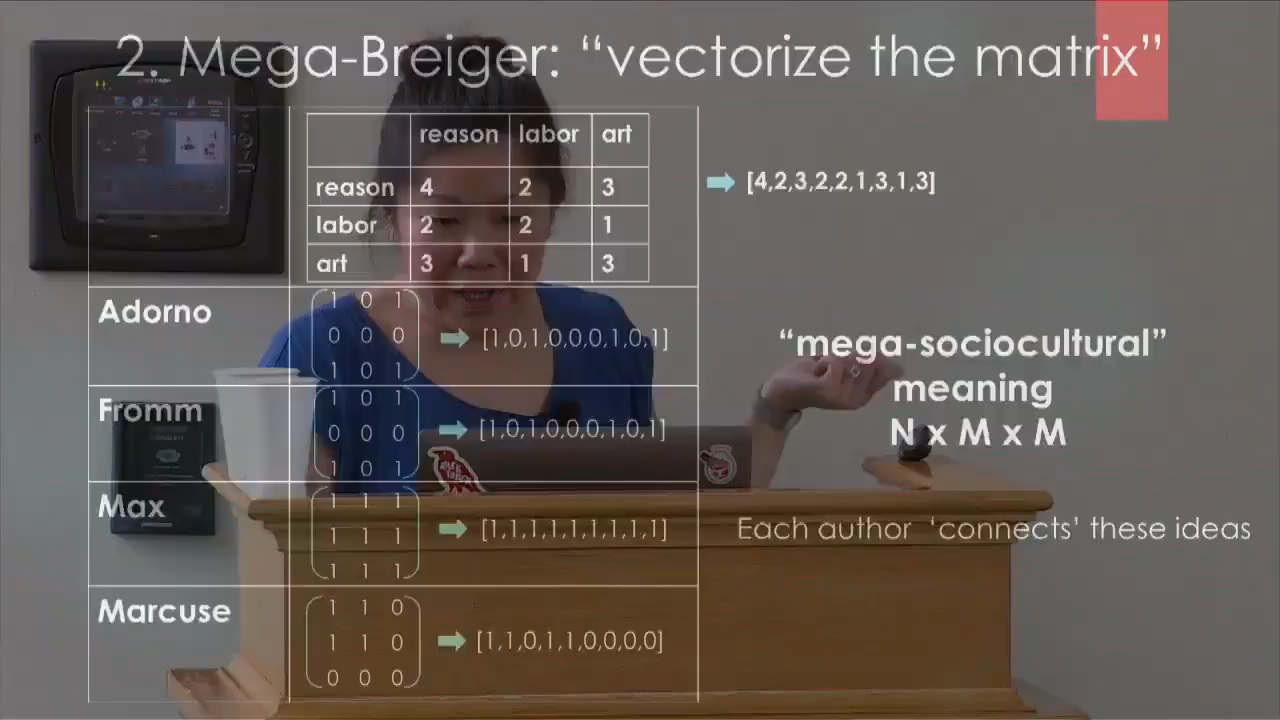 2. Mega-Breiger: “vectorize the matrix”
reason labor art
reason 4 2 3
labor 2 2 1
art 3 1 3
[4,2,3,2,2,1,3,1,3]
Adorno
1 0 1
0 0 0
1 0 1
[1,0,1,0,0,0,1,0,1]
Fromm
1 0 1
0 0 0
1 0 1
[1,0,1,0,0,0,1,0,1]
Max
1 1 1
1 1 1
1 1 1
[1,1,1,1,1,1,1,1,1]
Marcuse
1 1 0
1 1 0
0 0 0
[1,1,0,1,1,0,0,0,0]
“mega-sociocultural”
meaning
N x M x M
Each author ‘connects’ these ideas